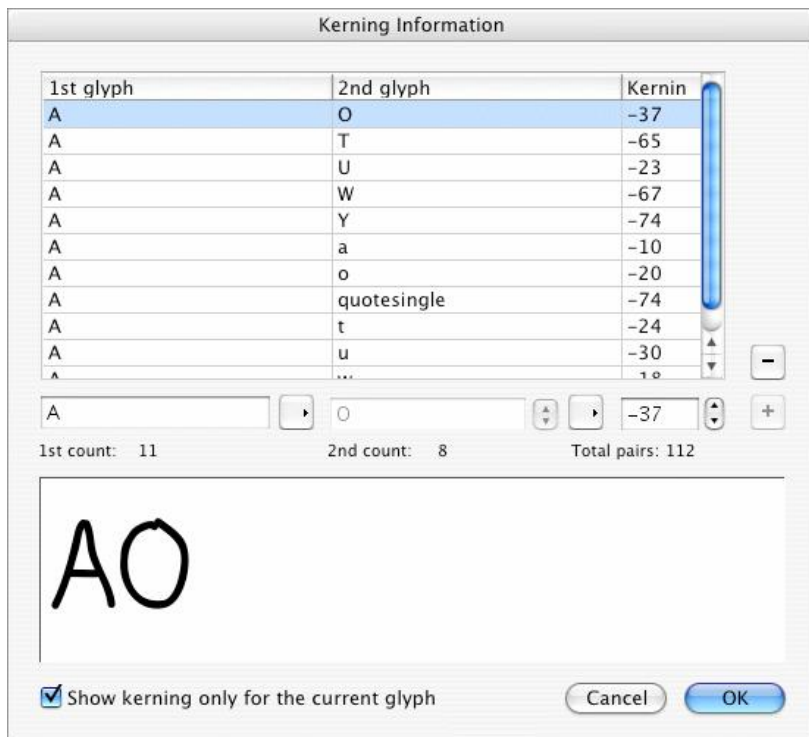 Kerning Information
1st glyph 2nd glyph Kernin
A O -37
A T -65
A U -23
A W -67
A Y -74
A a -10
A o -20
A quotesingle -74
A t -24
A u -30
A w -18
A O -37 +
1st count: 11 2nd count: 8 Total pairs: 112
AO
Show kerning only for the current glyph Cancel OK